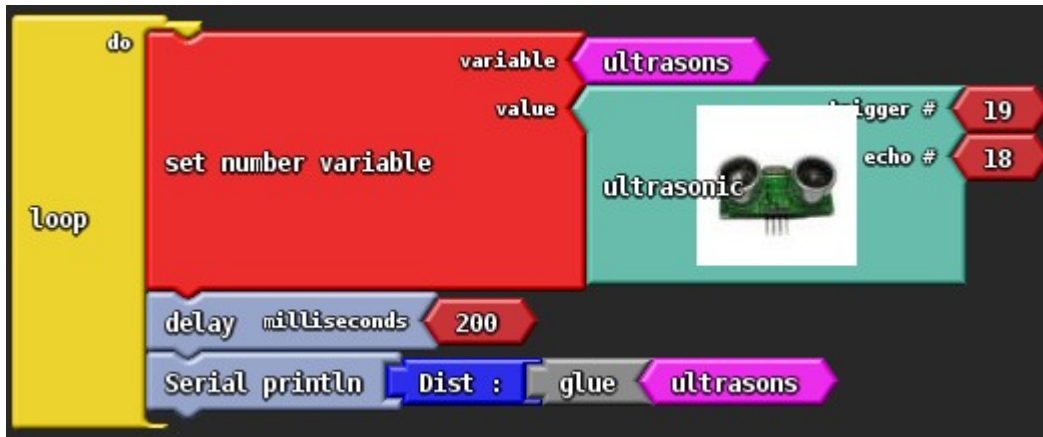 do
variable ultrasons
value trigger # 19
echo # 18
set number variable
ultrasonic
loop
delay milliseconds 200
Serial println Dist : glue ultrasons